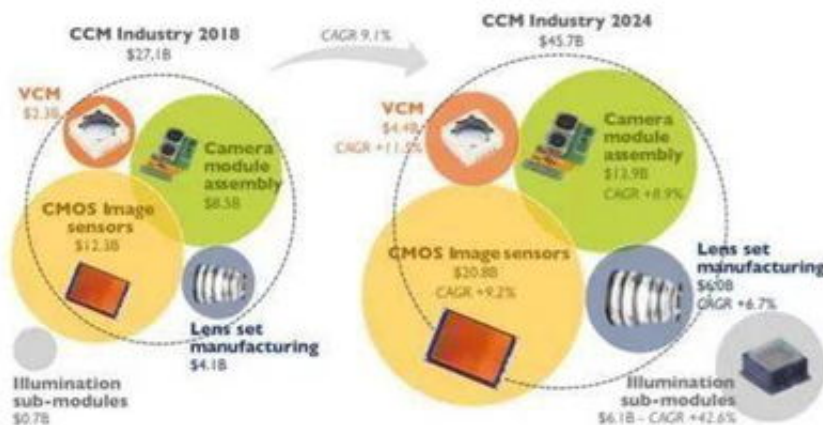 CCM Industry 2018
$27.1B
CAGR 9.1%
CCM Industry 2024
$45.7B
VCM
$2.3B
Camera
module
assembly
$8.5B
CMOS Image
sensors
$12.3B
Lens set
manufacturing
$4.1B
Illumination
sub-modules
$0.7B
VCM
$4.4B
CAGR +11.5%
Camera
module
assembly
$13.9B
CAGR +8.9%
CMOS Image sensors
$20.8B
CAGR +9.2%
Lens set
manufacturing
$6.0B
CAGR +6.7%
Illumination
sub-modules
$6.1B - CAGR +42.6%